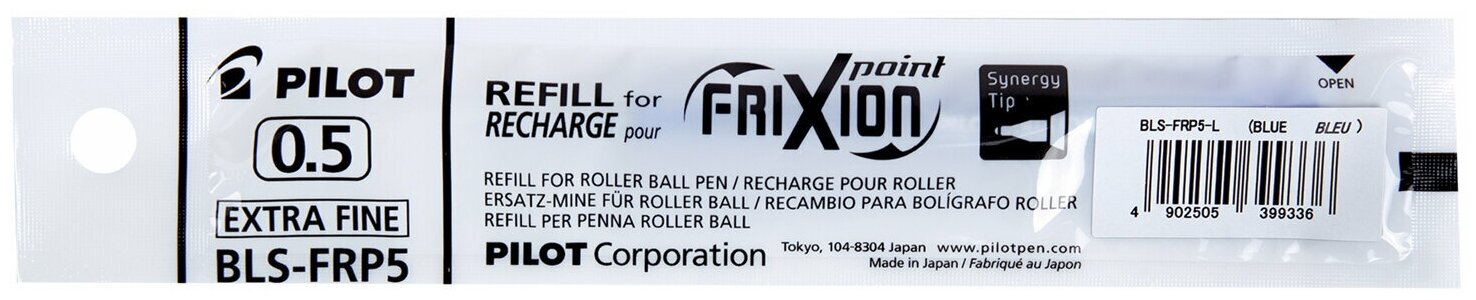 PILOT
0.5
EXTRA FINE
BLS-FRP5
REFILL for
RECHARGE pour
FRIXION point
Synergy
Tip
REFILL FOR ROLLER BALL PEN / RECHARGE POUR ROLLER
ERSATZ-MINE FÜR ROLLER BALL / RECAMBIO PARA BOLÍGRAFO ROLLER
REFILL PER PENNA ROLLER BALL
PILOT Corporation Tokyo, 104-8304 Japan www.pilotpen.com
Made in Japan / Fabriqué au Japon
OPEN
BLS-FRP5-L (BLUE BLEU)
4 902505 399336